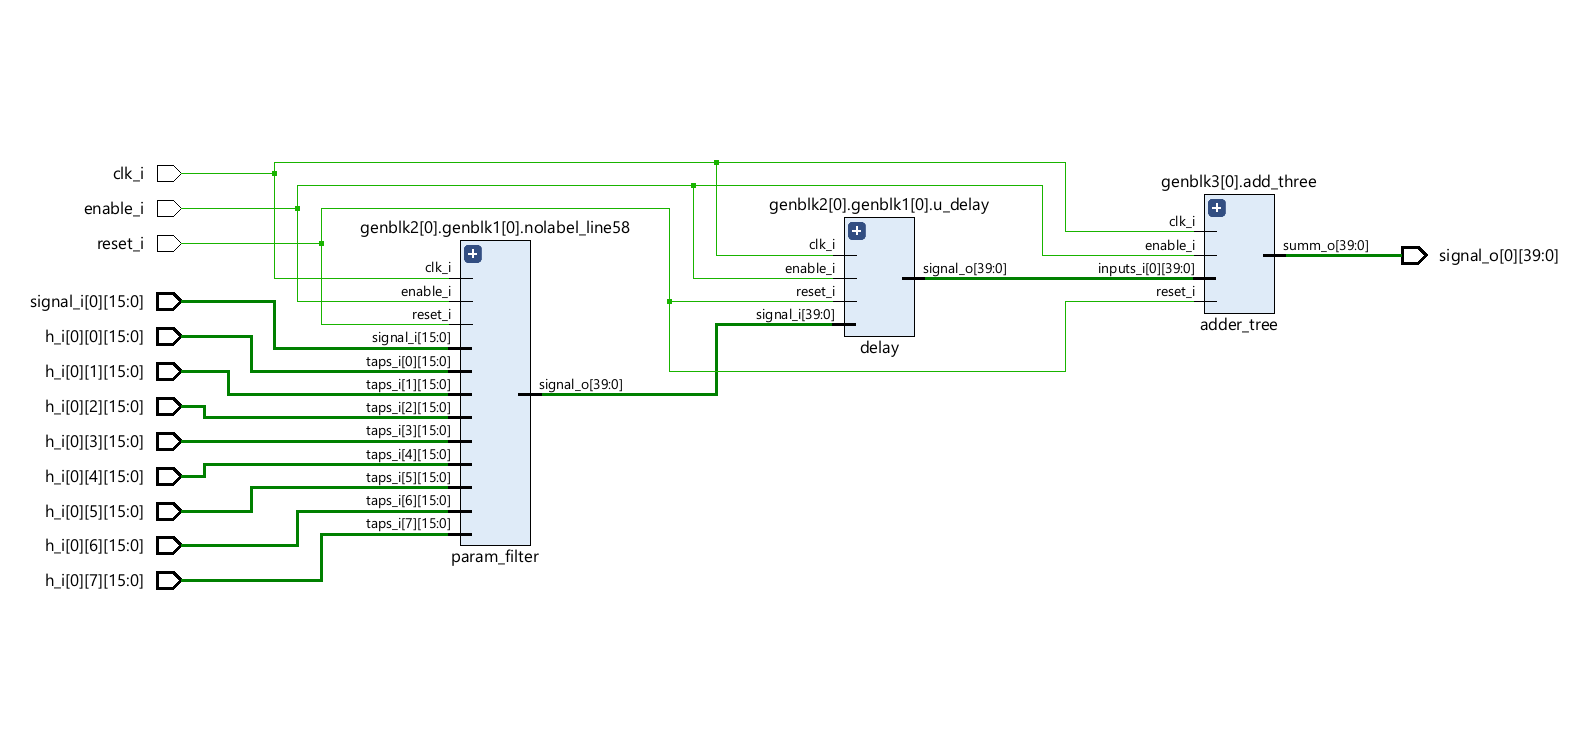 clk_i
enable_i
reset_i
signal_i[0][15:0]
h_i[0][0][15:0]
h_i[0][1][15:0]
h_i[0][2][15:0]
h_i[0][3][15:0]
h_i[0][4][15:0]
h_i[0][5][15:0]
h_i[0][6][15:0]
h_i[0][7][15:0]
genblk2[0].genblk1[0].nolabel_line58
clk_i
enable_i
reset_i
signal_i[15:0]
taps_i[0][15:0]
taps_i[1][15:0]
taps_i[2][15:0]
taps_i[3][15:0]
taps_i[4][15:0]
taps_i[5][15:0]
taps_i[6][15:0]
taps_i[7][15:0]
signal_o[39:0]
param_filter
genblk2[0].genblk1[0].u_delay
clk_i
enable_i
reset_i
signal_i[39:0]
signal_o[39:0]
delay
genblk3[0].add_three
clk_i
enable_i
inputs_i[0][39:0]
reset_i
summ_o[39:0]
adder_tree
signal_o[0][39:0]